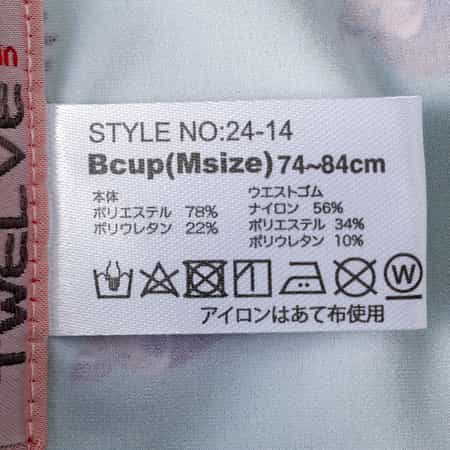 STYLE NO:24-14
Bcup(Msize)74~84cm
本体
ポリエステル 78%
ポリウレタン 22%
ウエストゴム
ナイロン 56%
ポリエステル 34%
ポリウレタン 10%
W
アイロンはあて布使用
TWELVE
in